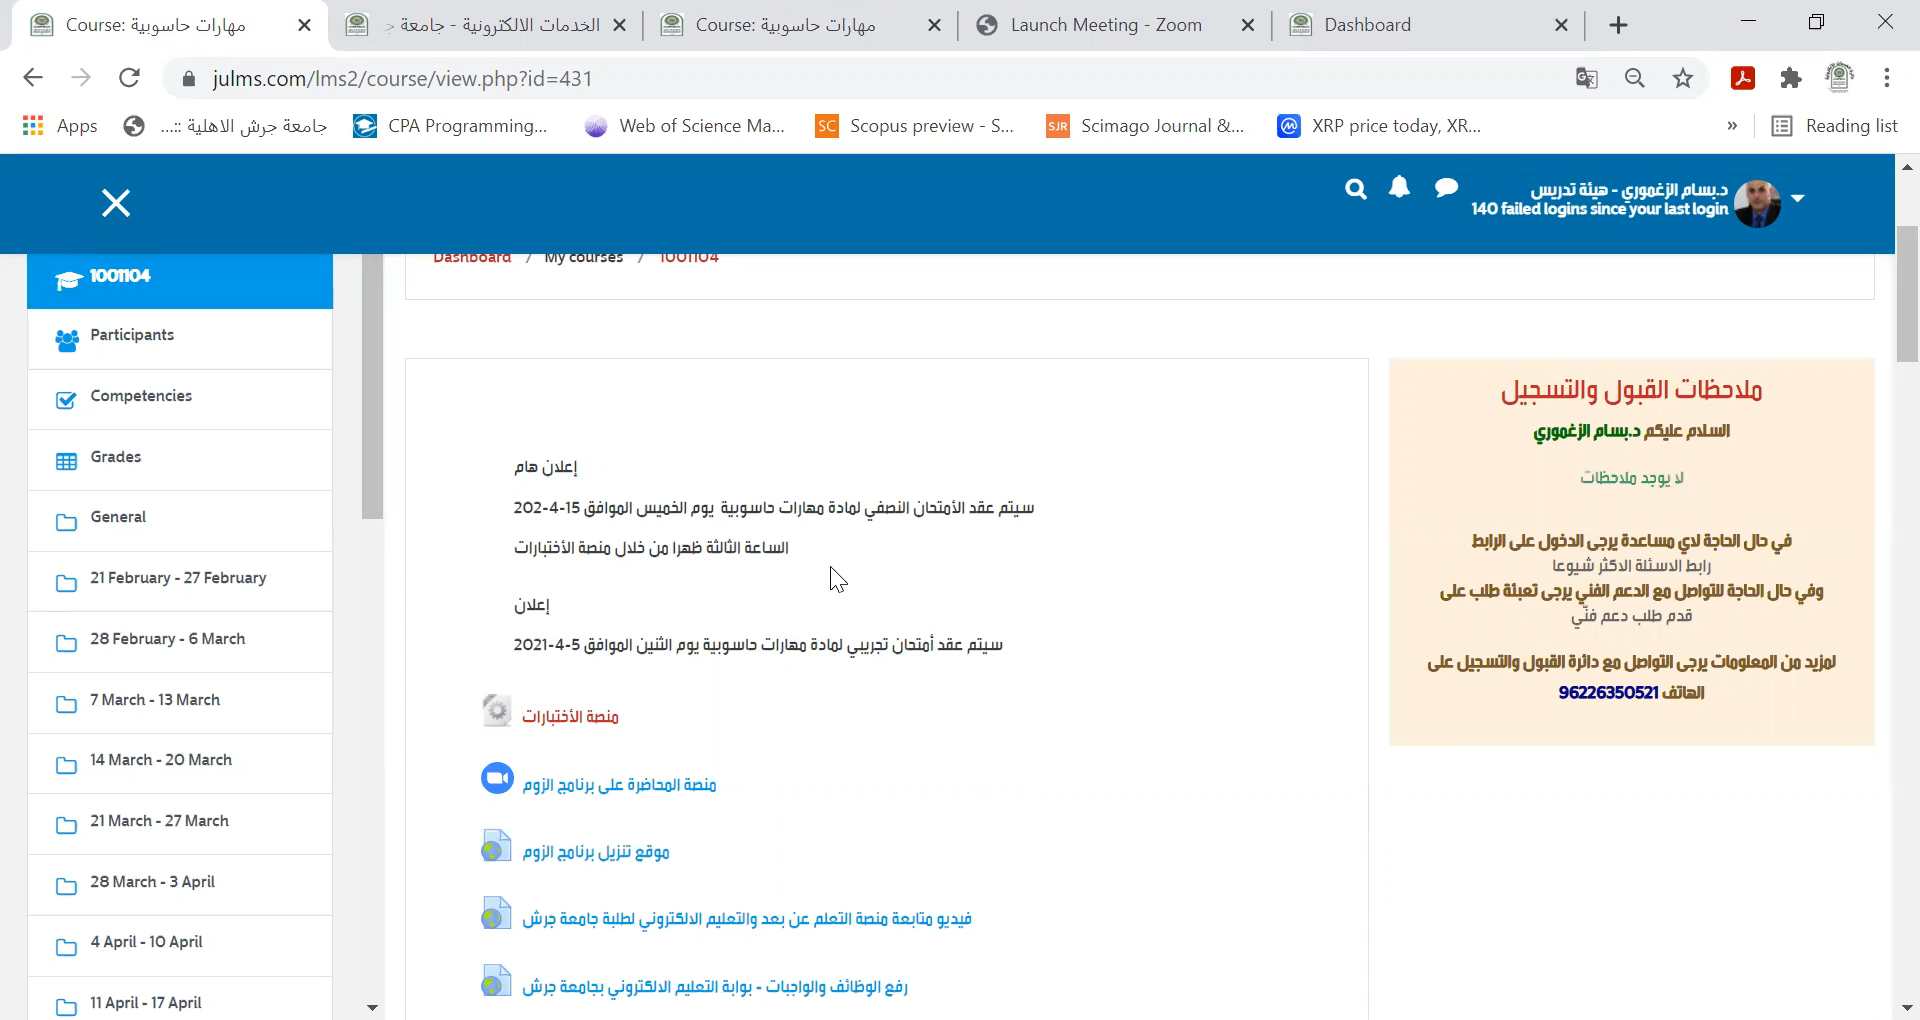 Course: مهارات حاسوبية
الخدمات الالكترونية - جامعة >
Course: مهارات حاسوبية
Launch Meeting - Zoom
Dashboard
julms.com/lms2/course/view.php?id=431
Apps
جامعة جرش الاهلية ::...
CPA Programming...
Web of Science Ma...
SC Scopus preview - S...
SJR Scimago Journal &...
XRP price today, XR...
»
Reading list
د.بسام الزغموري - هيئة تدريس
140 failed logins since your last login
Dashboard / My courses / 1001104
1001104
Participants
Competencies
Grades
General
21 February - 27 February
28 February - 6 March
7 March - 13 March
14 March - 20 March
21 March - 27 March
28 March - 3 April
4 April - 10 April
11 April - 17 April
إعلان هام
سيتم عقد الأمتحان النصفي لمادة مهارات حاسوبية يوم الخميس الموافق 15-4-202
الساعة الثالثة ظهرا من خلال منصة الأختبارات
إعلان
سيتم عقد أمتحان تجريبي لمادة مهارات حاسوبية يوم الثنين الموافق 5-4-2021
منصة الأختبارات
منصة المحاضرة على برنامج الزوم
موقع تنزيل برنامج الزوم
فيديو متابعة منصة التعلم عن بعد والتعليم الالكتروني لطلبة جامعة جرش
رفع الوظائف والواجبات - بوابة التعليم الالكتروني بجامعة جرش
ملاحظات القبول والتسجيل
السلام عليكم د.بسام الزغموري
لا يوجد ملاحظات
في حال الحاجة لاي مساعدة يرجى الدخول على الرابط
رابط الاسئلة الاكثر شيوعا
وفي حال الحاجة للتواصل مع الدعم الفني يرجى تعبئة طلب على
قدم طلب دعم فنّي
لمزيد من المعلومات يرجى التواصل مع دائرة القبول والتسجيل على
الهاتف 96226350521